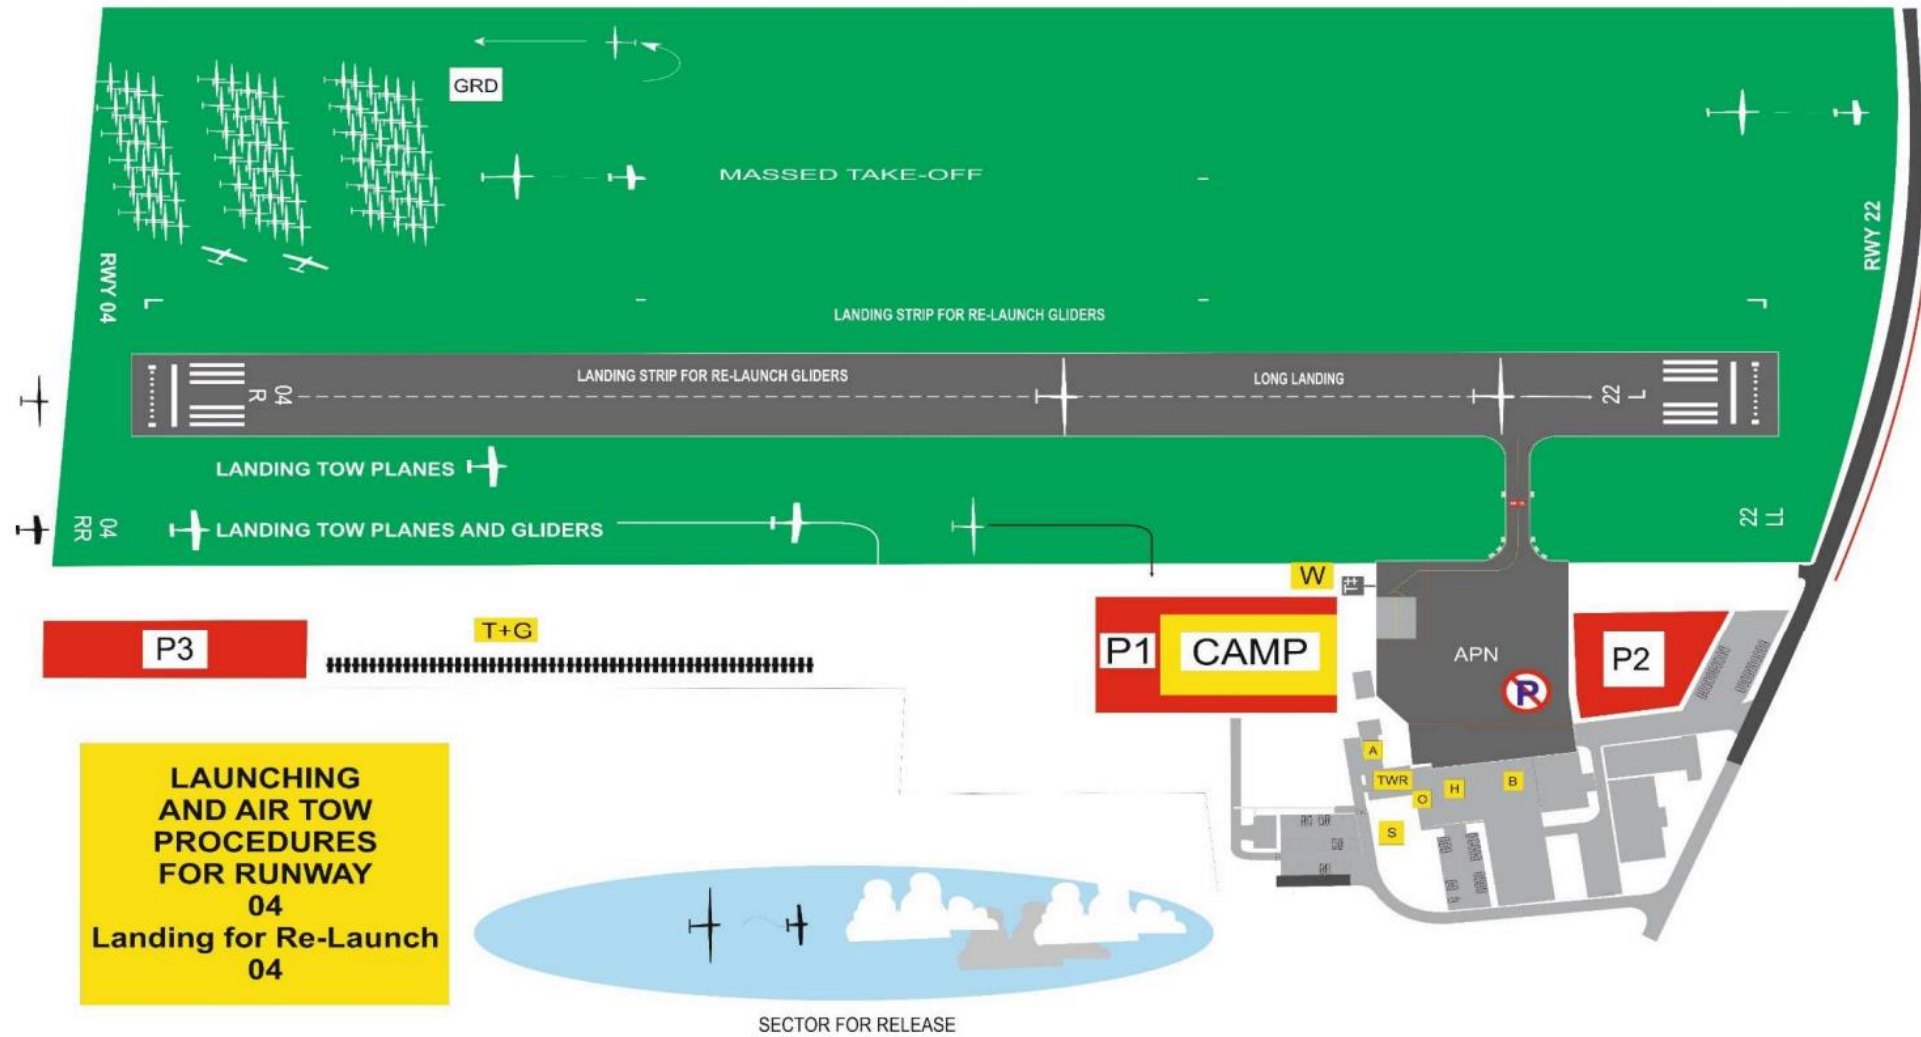 GRD
MASSED TAKE-OFF
RWY 04
RWY 22
LANDING STRIP FOR RE-LAUNCH GLIDERS
LANDING STRIP FOR RE-LAUNCH GLIDERS
LONG LANDING
04
R
22
L
LANDING TOW PLANES
04
RR
LANDING TOW PLANES AND GLIDERS
22
LL
W
P3
T+G
P1
CAMP
APN
P
P2
A
TWR
O
H
B
S
LAUNCHING
AND AIR TOW
PROCEDURES
FOR RUNWAY
04
Landing for Re-Launch
04
SECTOR FOR RELEASE